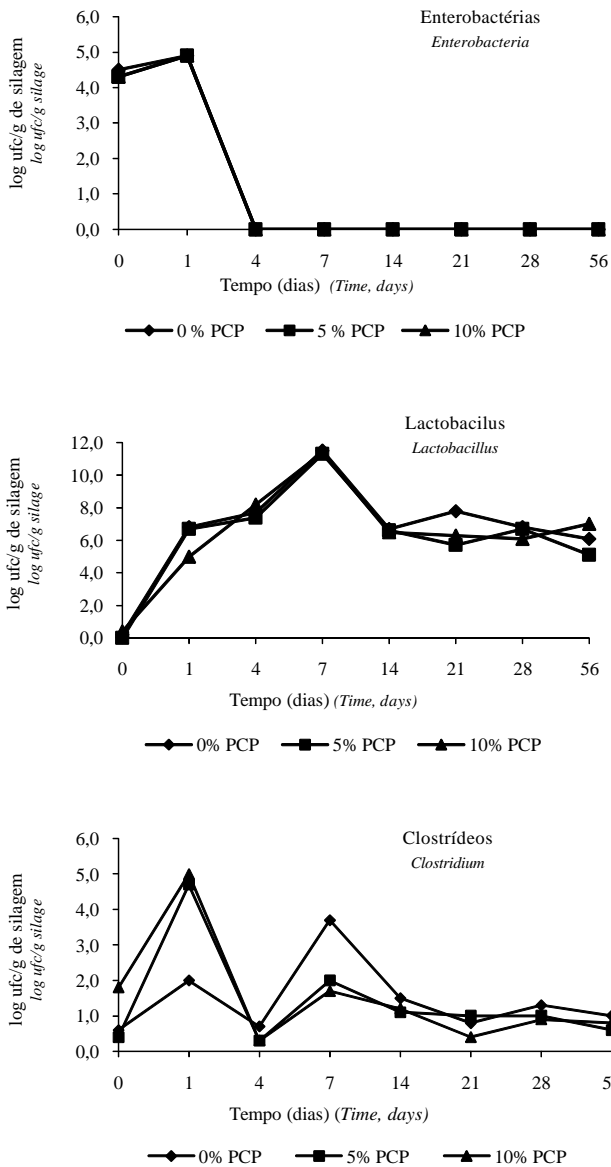 Enterobactérias
Enterobacteria
log ufc/g de silagem
log ufc/g silage
6,0
5,0
4,0
3,0
2,0
1,0
0,0
0 1 4 7 14 21 28 56
Tempo (dias) (Time, days)
0 % PCP 5 % PCP 10% PCP
Lactobacilus
Lactobacillus
log ufc/g de silagem
log ufc/g silage
12,0
10,0
8,0
6,0
4,0
2,0
0,0
0 1 4 7 14 21 28 56
Tempo (dias) (Time, days)
0% PCP 5% PCP 10% PCP
Clostrídeos
Clostridium
log ufc/g de silagem
log ufc/g silage
6,0
5,0
4,0
3,0
2,0
1,0
0,0
0 1 4 7 14 21 28 5
Tempo (dias) (Time, days)
0% PCP 5% PCP 10% PCP